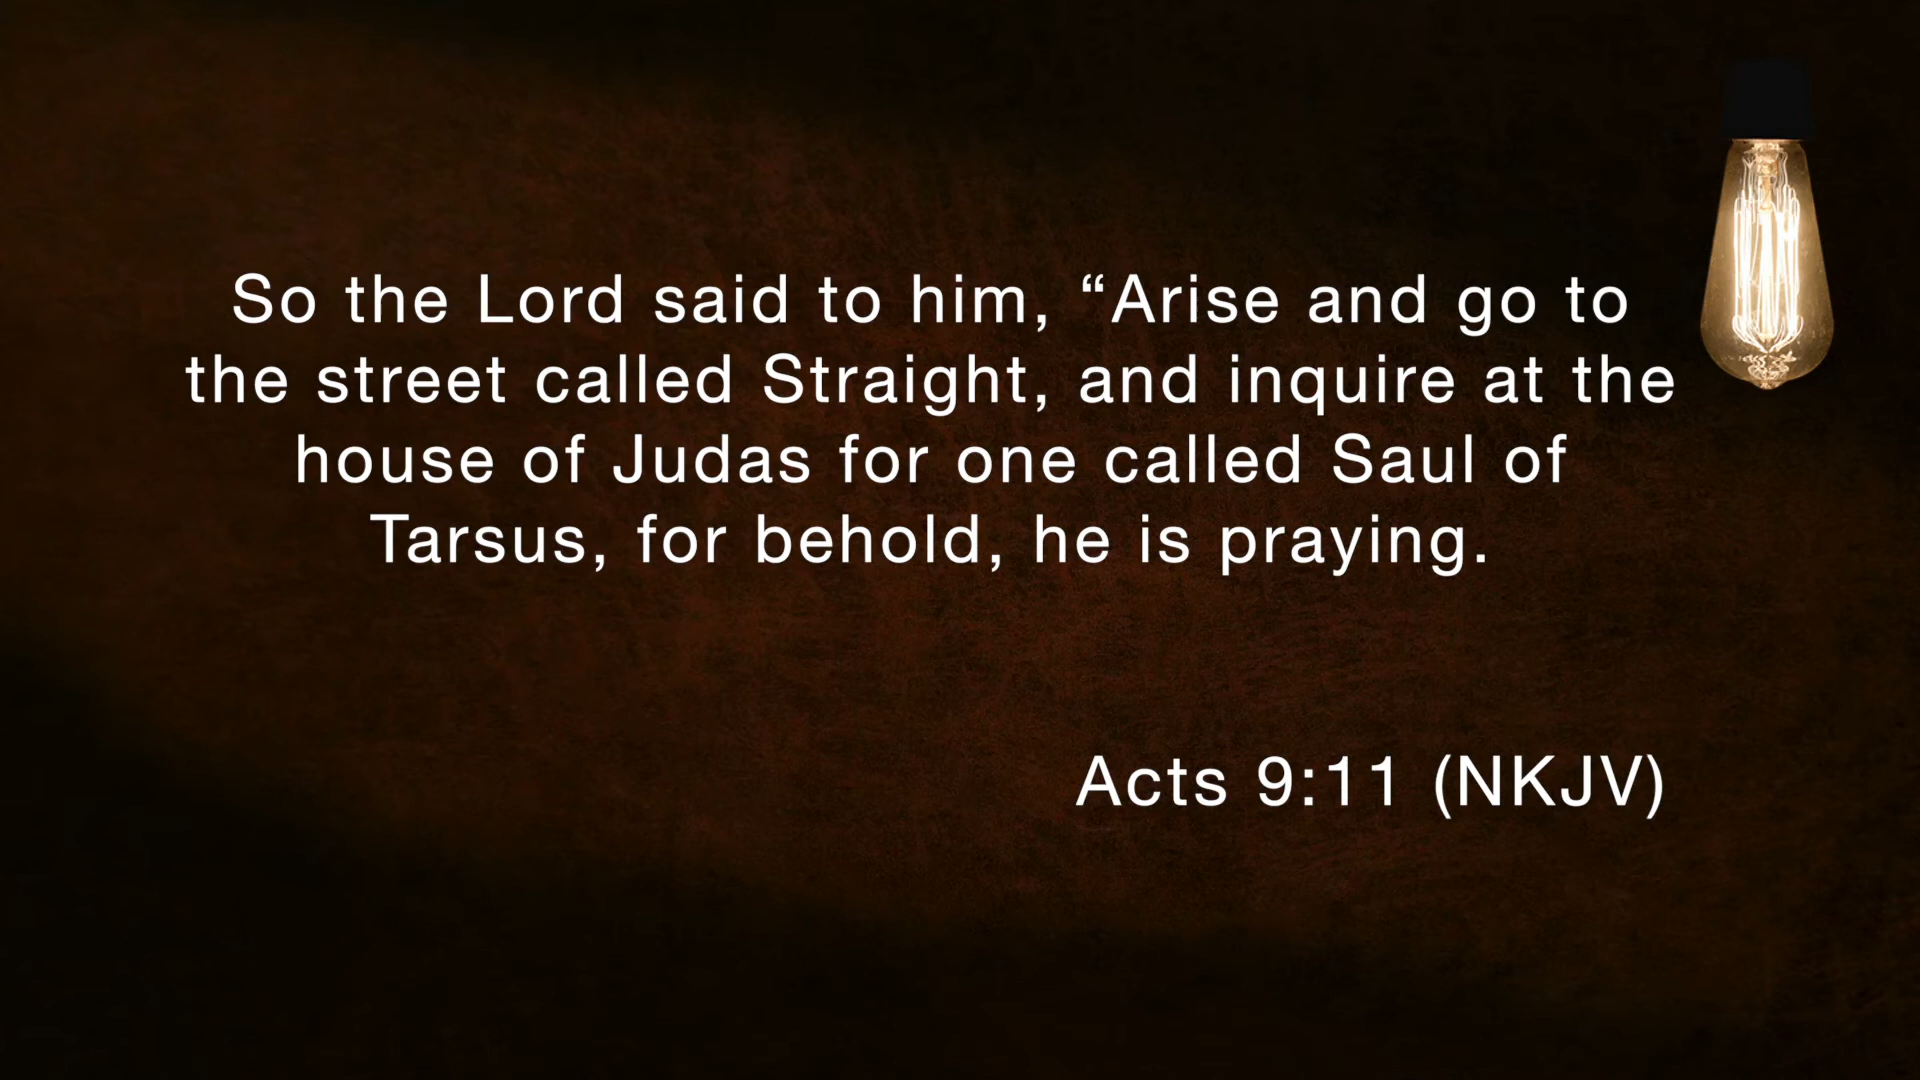 So the Lord said to him, “Arise and go to
the street called Straight, and inquire at the
house of Judas for one called Saul of
Tarsus, for behold, he is praying.
Acts 9:11 (NKJV)